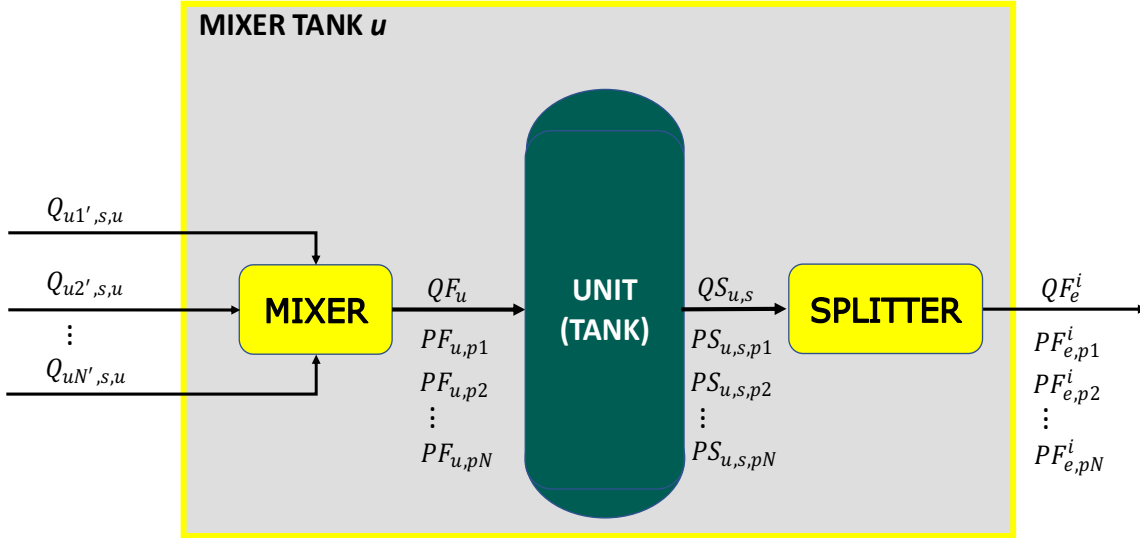 MIXER TANK u
Q_{u1',s,u}
Q_{u2',s,u}
⋮
Q_{uN',s,u}
MIXER
QF_u
PF_{u,p1}
PF_{u,p2}
⋮
PF_{u,pN}
UNIT
(TANK)
QS_{u,s}
PS_{u,s,p1}
PS_{u,s,p2}
⋮
PS_{u,s,pN}
SPLITTER
QF_e^i
PF_{e,p1}^i
PF_{e,p2}^i
⋮
PF_{e,pN}^i